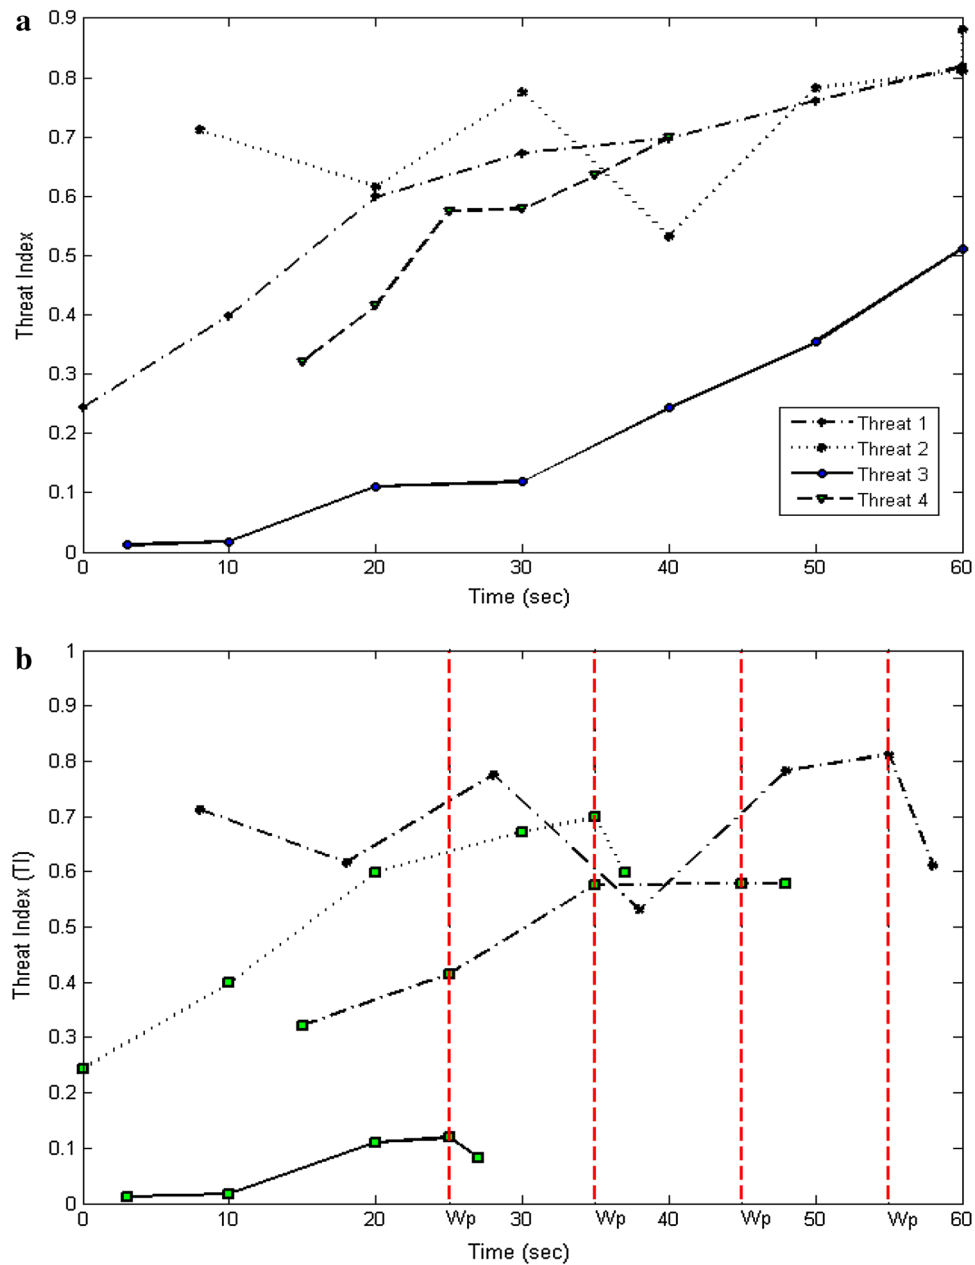 a
0.9
0.8
0.7
0.6
0.5
0.4
0.3
0.2
0.1
0
Threat Index
Threat 1
Threat 2
Threat 3
Threat 4
0 10 20 30 40 50 60
Time (sec)
b
1
0.9
0.8
0.7
0.6
0.5
0.4
0.3
0.2
0.1
0
Threat Index (TI)
0 10 20 Wp 30 Wp 40 Wp 50 Wp 60
Time (sec)